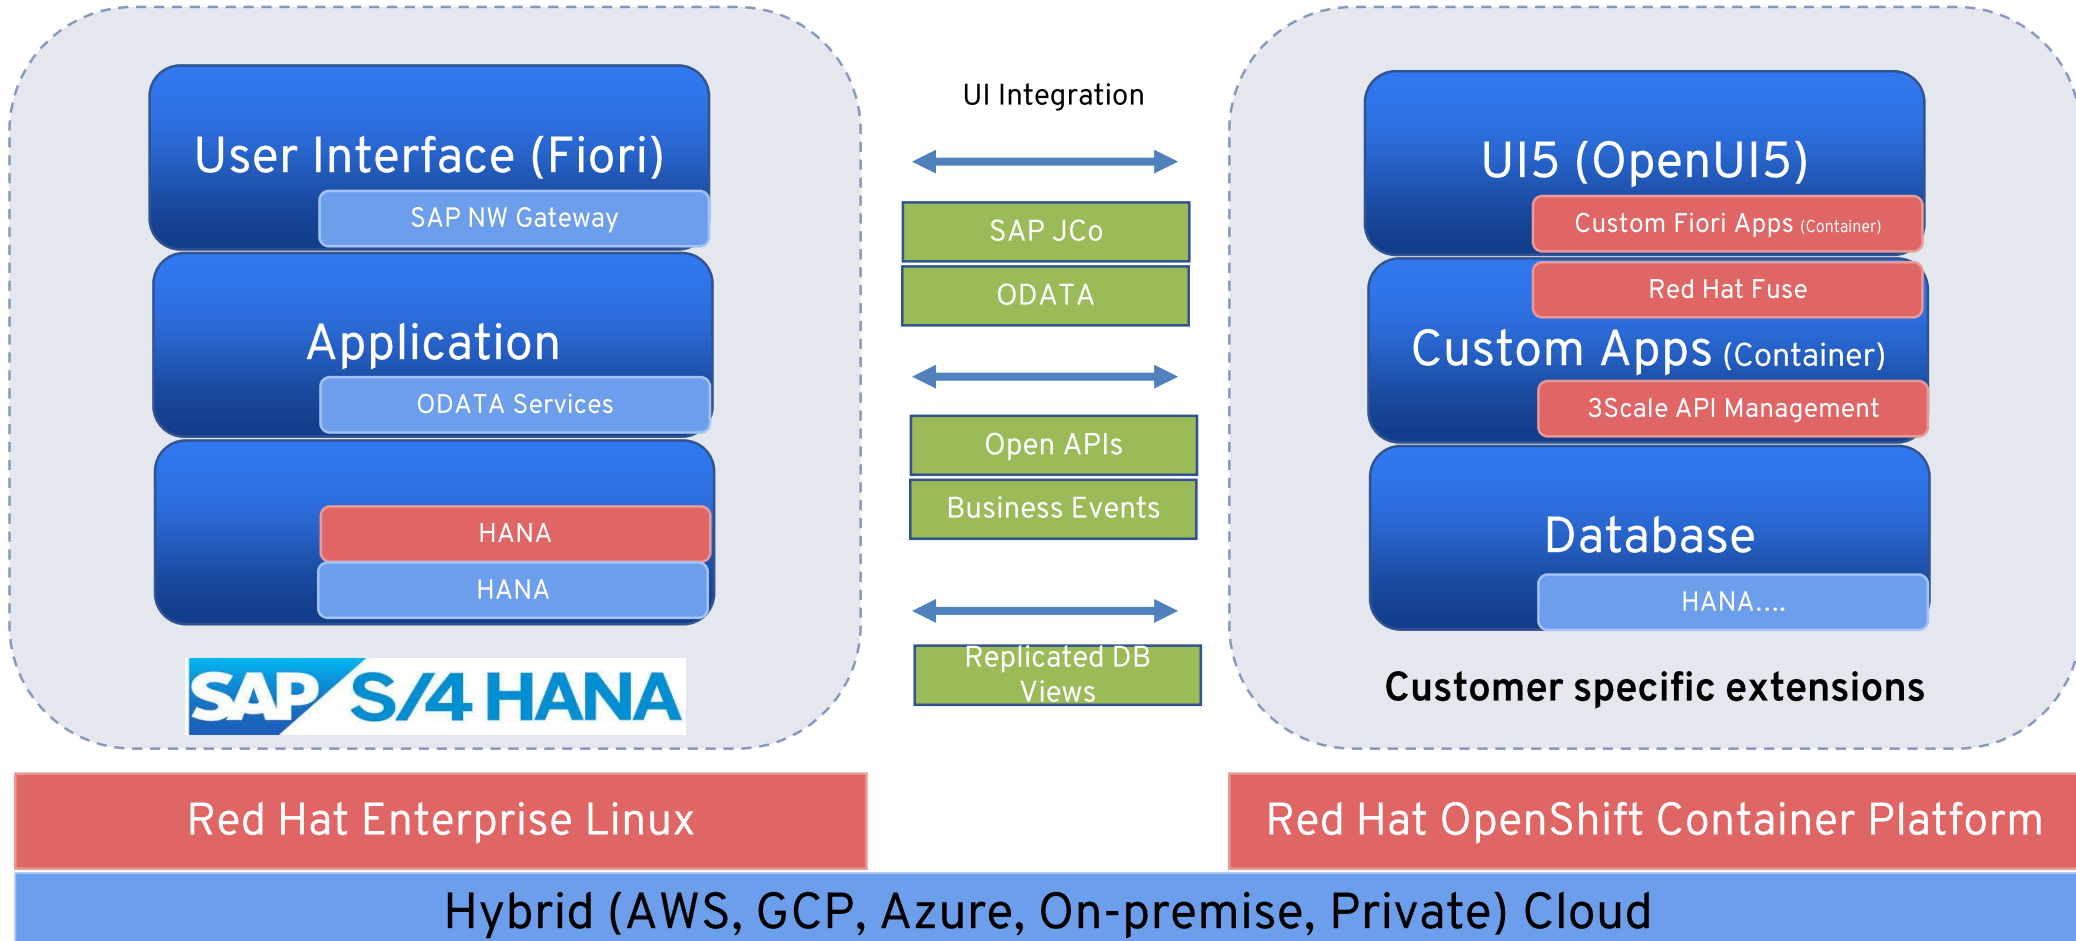 User Interface (Fiori)
SAP NW Gateway
Application
ODATA Services
HANA
HANA
SAP S/4 HANA
UI Integration
SAP JCo
ODATA
Open APIs
Business Events
Replicated DB
Views
UI5 (OpenUI5)
Custom Fiori Apps (Container)
Red Hat Fuse
Custom Apps (Container)
3Scale API Management
Database
HANA....
Customer specific extensions
Red Hat Enterprise Linux
Red Hat OpenShift Container Platform
Hybrid (AWS, GCP, Azure, On-premise, Private) Cloud